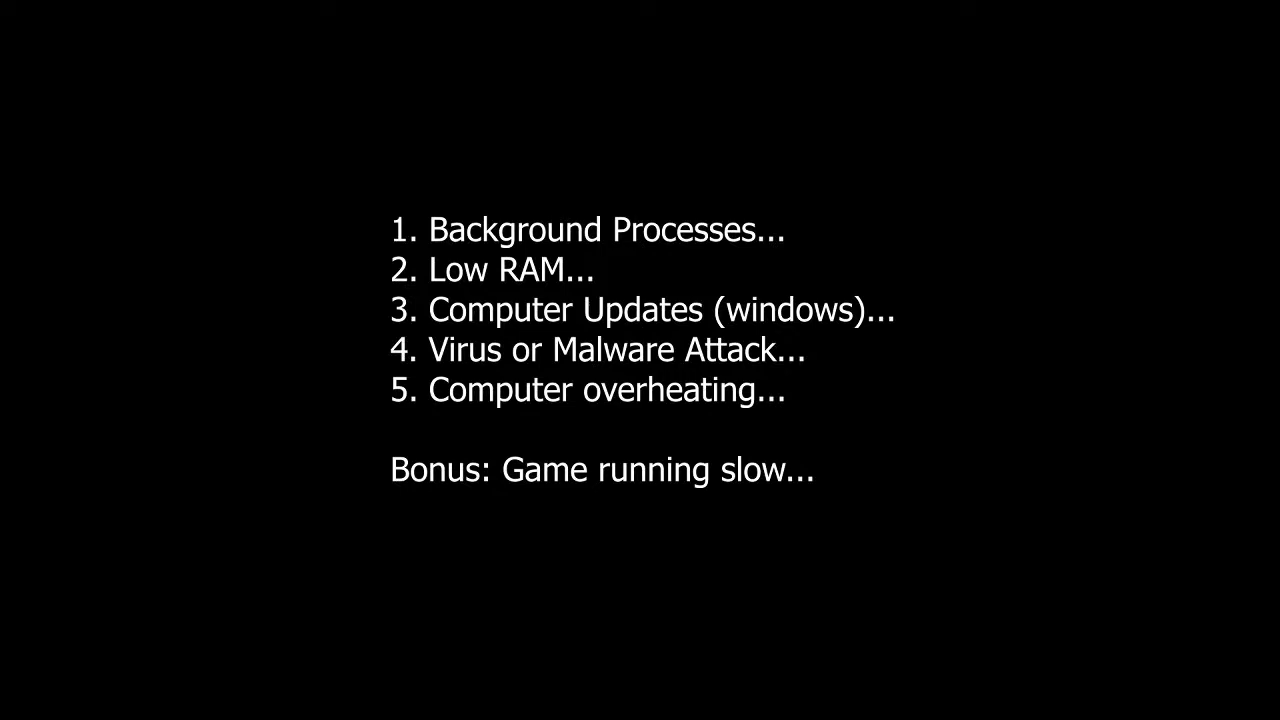 1. Background Processes...
2. Low RAM...
3. Computer Updates (windows)...
4. Virus or Malware Attack...
5. Computer overheating...
Bonus: Game running slow...